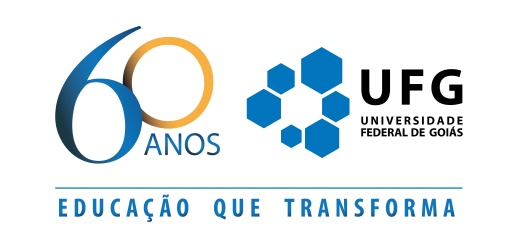 60
ANOS
UFG
UNIVERSIDADE
FEDERAL DE GOIÁS
EDUCAÇÃO QUE TRANSFORMA